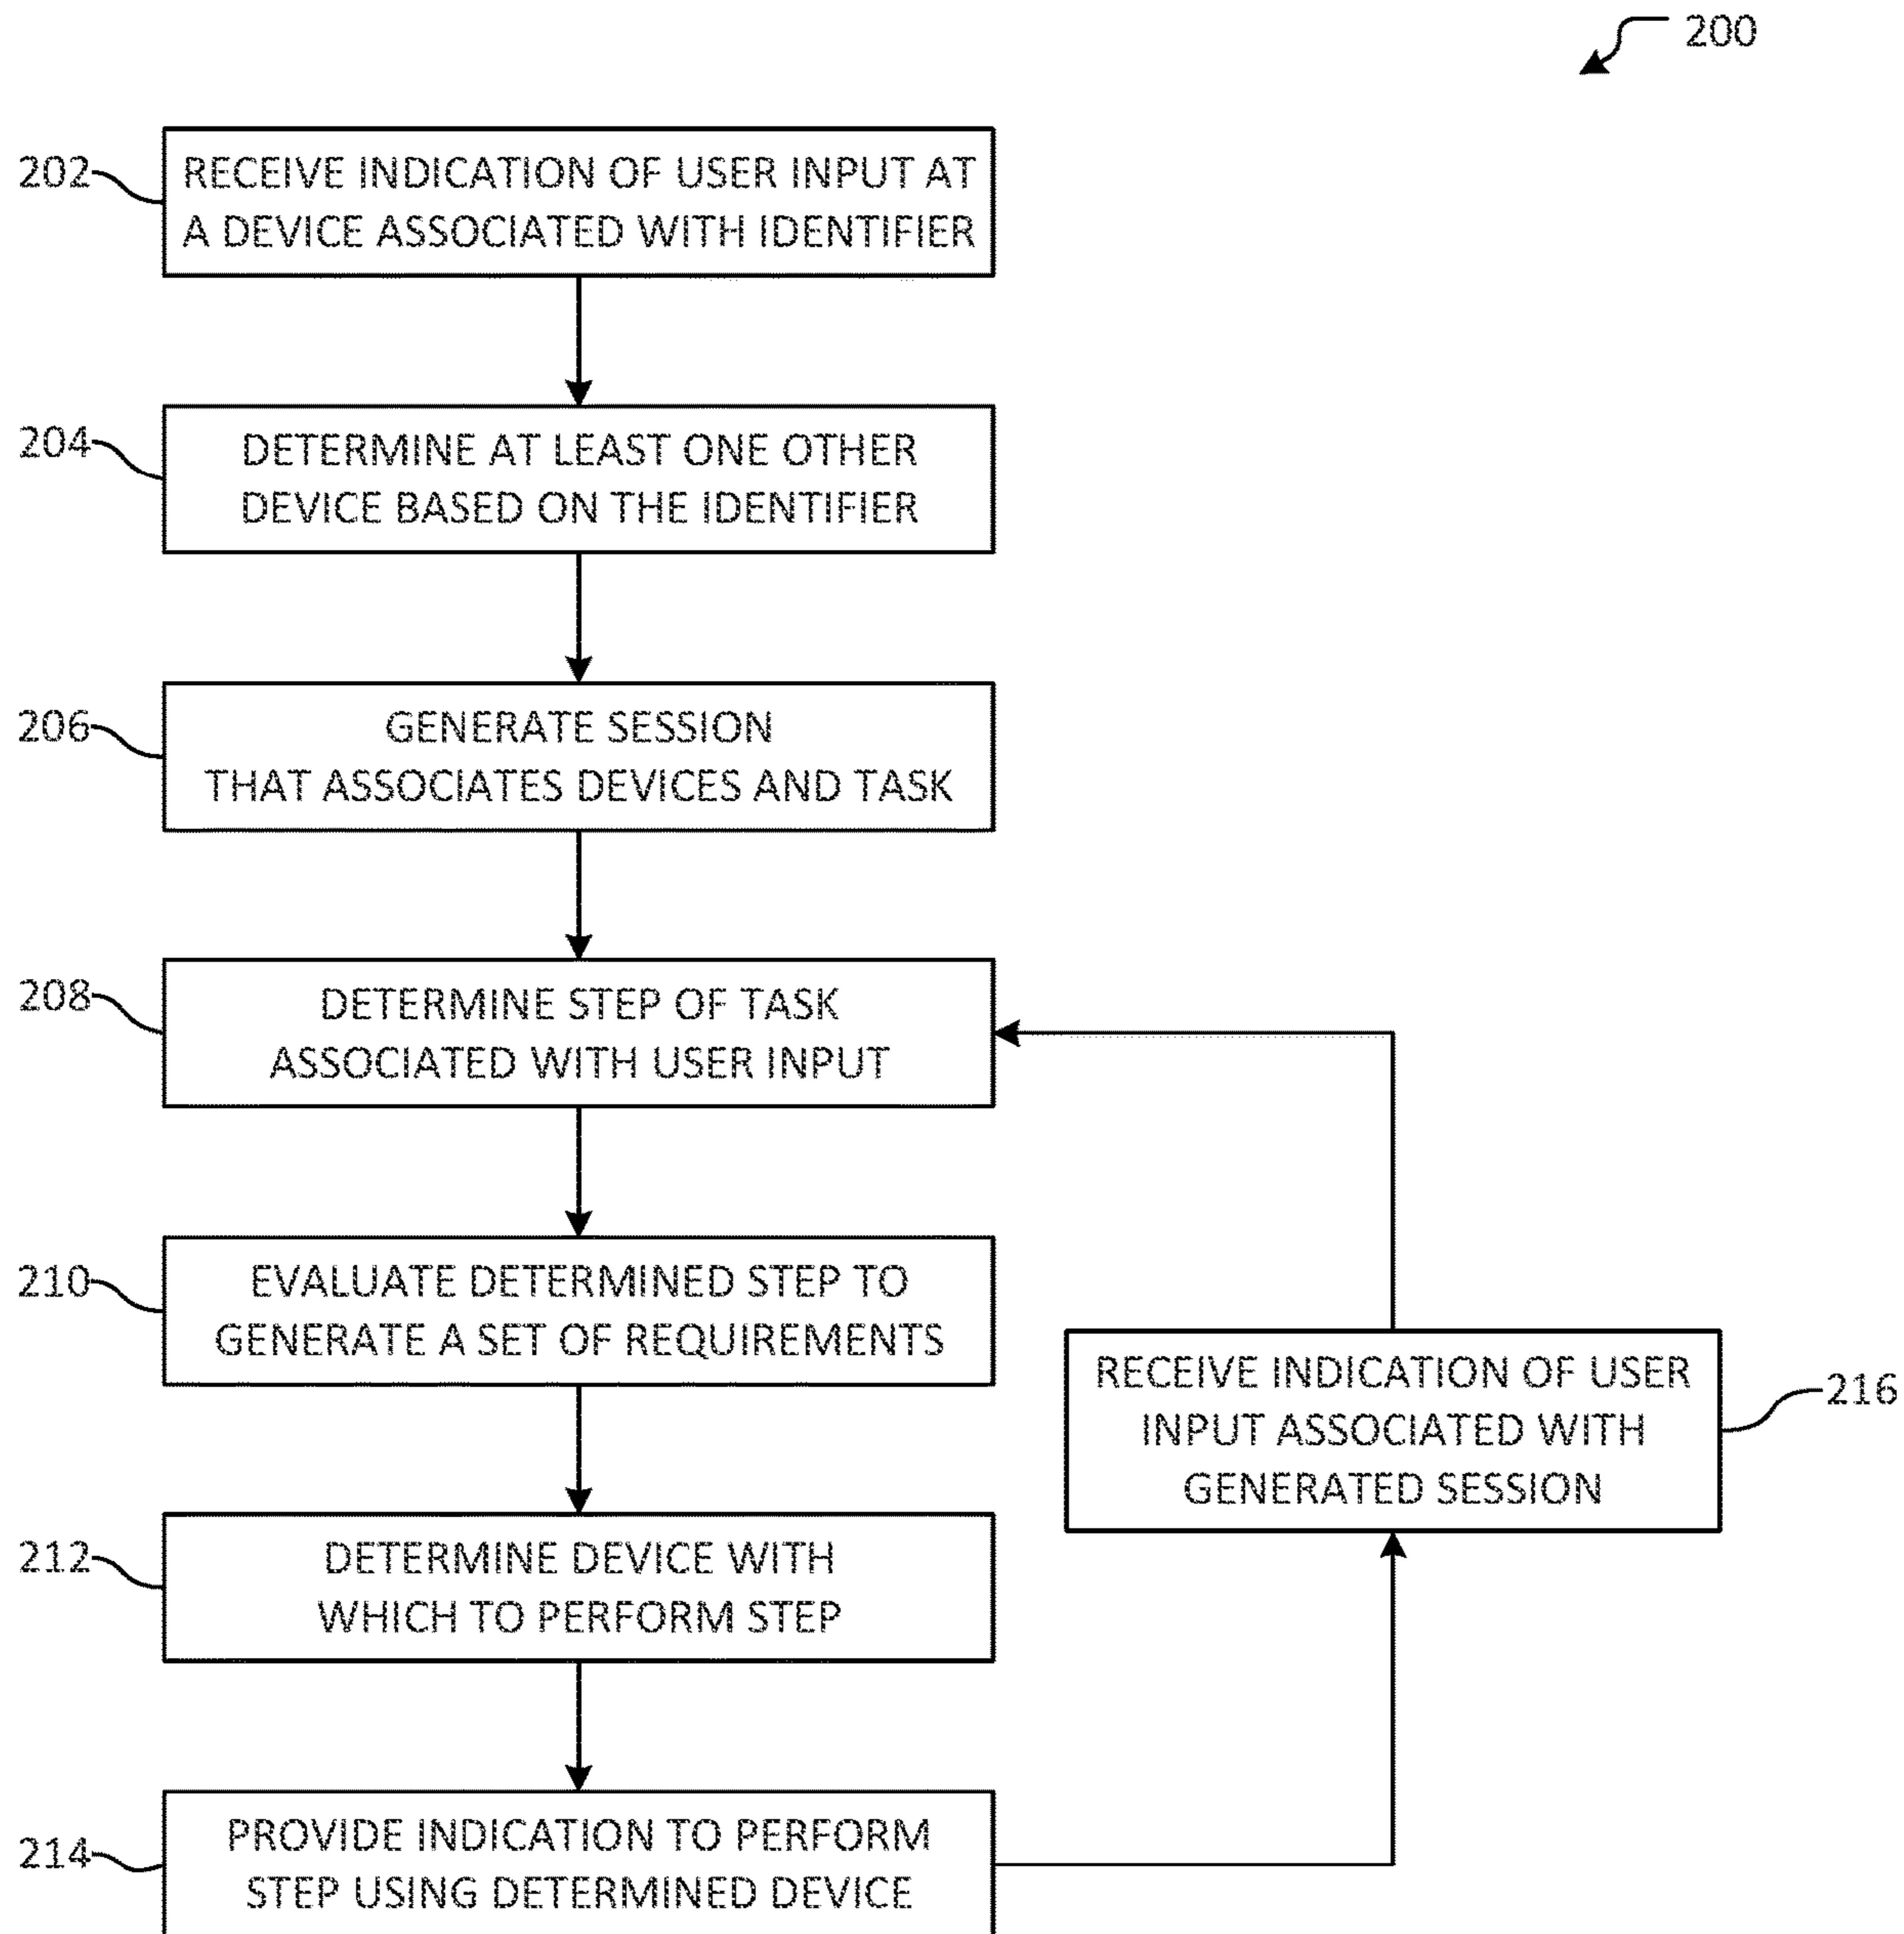 200
202
RECEIVE INDICATION OF USER INPUT AT
A DEVICE ASSOCIATED WITH IDENTIFIER
204
DETERMINE AT LEAST ONE OTHER
DEVICE BASED ON THE IDENTIFIER
206
GENERATE SESSION
THAT ASSOCIATES DEVICES AND TASK
208
DETERMINE STEP OF TASK
ASSOCIATED WITH USER INPUT
210
EVALUATE DETERMINED STEP TO
GENERATE A SET OF REQUIREMENTS
212
DETERMINE DEVICE WITH
WHICH TO PERFORM STEP
214
PROVIDE INDICATION TO PERFORM
STEP USING DETERMINED DEVICE
RECEIVE INDICATION OF USER
INPUT ASSOCIATED WITH
GENERATED SESSION
216